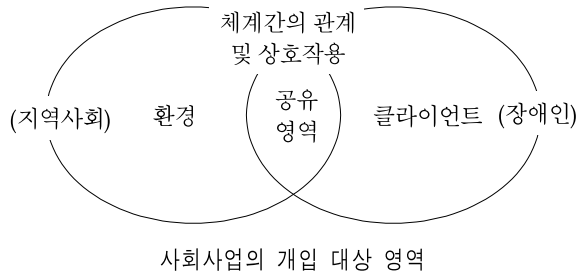 체계간의 관계
및 상호작용
(지역사회) 환경 공유
영역 클라이언트 (장애인)
사회사업의 개입 대상 영역